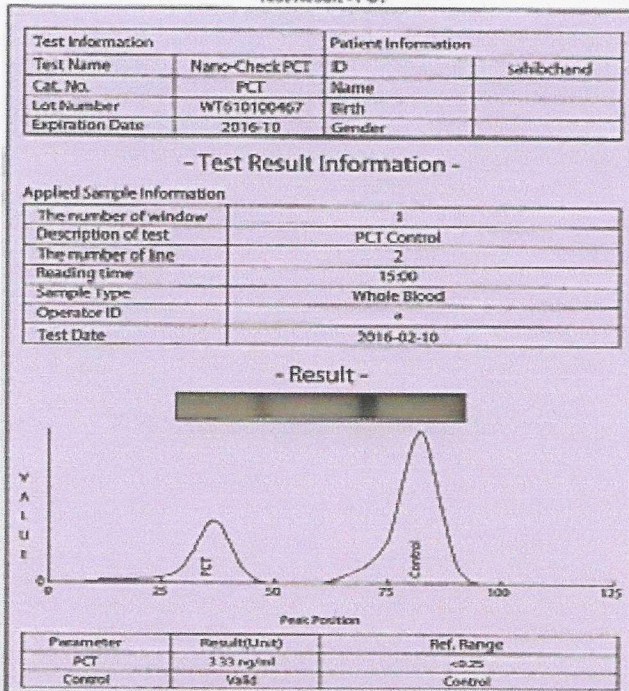 Test Information Patient Information
Test Name Nano-Check PCT ID sahibchand
Cat. No. PCT Name
Lot Number WT610100467 Birth
Expiration Date 2016-10 Gender
- Test Result Information -
Applied Sample Information
The number of window 1
Description of test PCT Control
The number of line 2
Reading time 15:00
Sample Type Whole Blood
Operator ID
Test Date 2016-02-10
- Result -
VALUE
PCT
Control
0
0 25 50 75 100 125
Peak Position
Parameter Result(Unit) Ref. Range
PCT 3.33 ng/ml <0.25
Control Valid Control